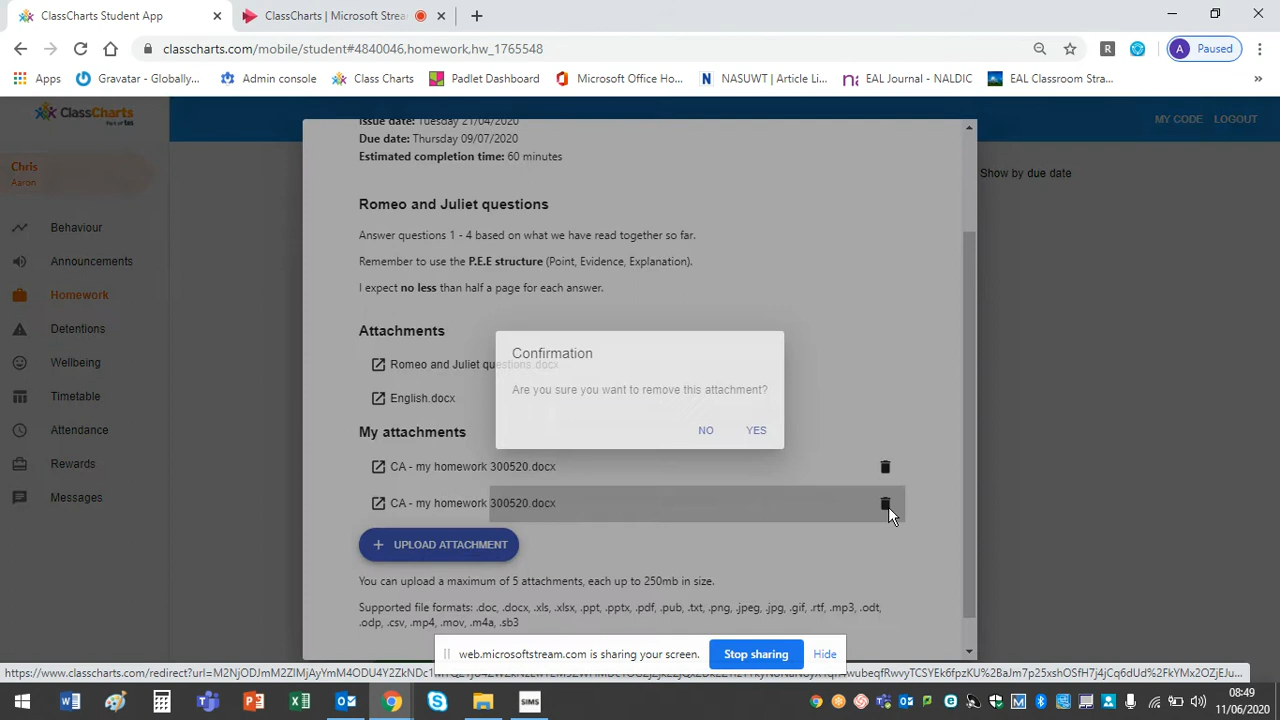 ClassCharts Student App
ClassCharts | Microsoft Strea
classcharts.com/mobile/student#4840046,homework,hw_1765548
R
A Paused
Apps
Gravatar - Globally...
Admin console
Class Charts
Padlet Dashboard
Microsoft Office Ho...
NASUWT | Article Li...
EAL Journal - NALDIC
EAL Classroom Stra...
»
ClassCharts
Part of tes
MY CODE
LOGOUT
Chris
Aaron
Behaviour
Announcements
Homework
Detentions
Wellbeing
Timetable
Attendance
Rewards
Messages
Show by due date
Issue date: Tuesday 21/04/2020
Due date: Thursday 09/07/2020
Estimated completion time: 60 minutes
Romeo and Juliet questions
Answer questions 1 - 4 based on what we have read together so far.
Remember to use the P.E.E structure (Point, Evidence, Explanation).
I expect no less than half a page for each answer.
Attachments
Romeo and Juliet questions.docx
English.docx
Confirmation
Are you sure you want to remove this attachment?
NO
YES
My attachments
CA - my homework 300520.docx
CA - my homework 300520.docx
+ UPLOAD ATTACHMENT
You can upload a maximum of 5 attachments, each up to 250mb in size.
Supported file formats: .doc, .docx, .xls, .xlsx, .ppt, .pptx, .pdf, .pub, .txt, .png, .jpeg, .jpg, .gif, .rtf, .mp3, .odt,
.odp, .csv, .mp4, .mov, .m4a, .sb3
web.microsoftstream.com is sharing your screen.
Stop sharing
Hide
SIMS
08:49
11/06/2020